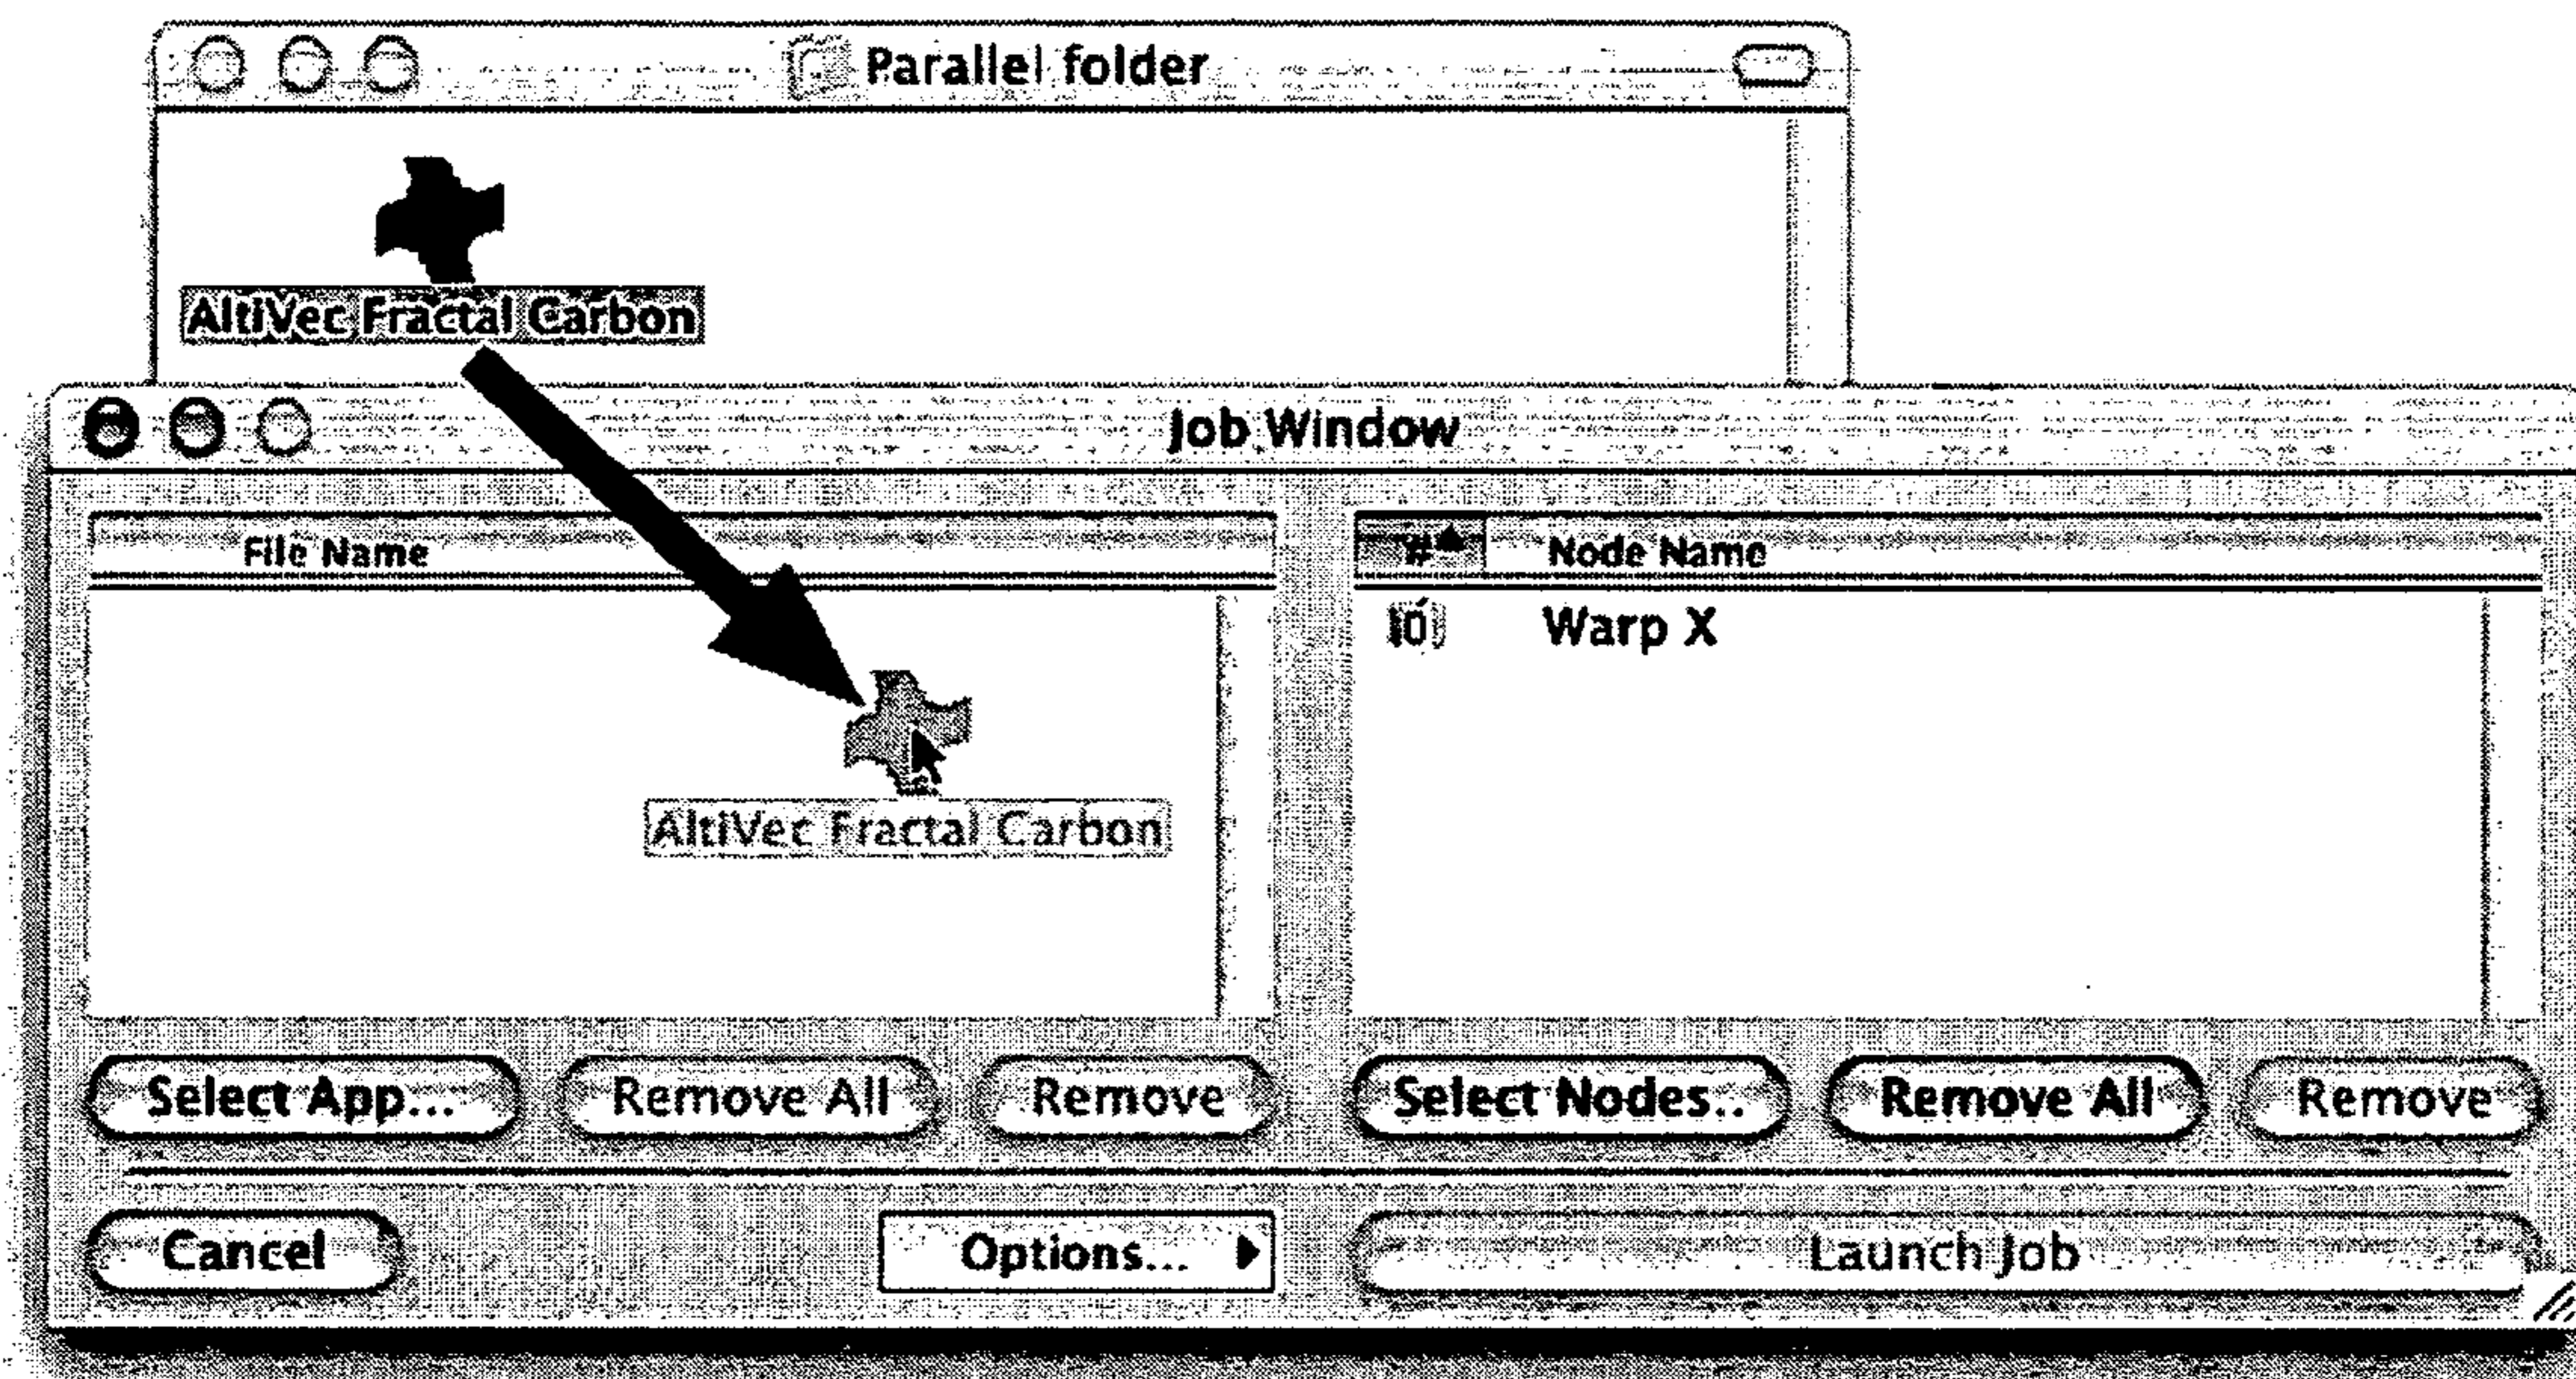 Parallel folder
AltiVec Fractal Carbon
Job Window
File Name
# Node Name
Warp X
AltiVec Fractal Carbon
Select App... Remove All Remove Select Nodes.. Remove All Remove
Cancel Options... Launch Job